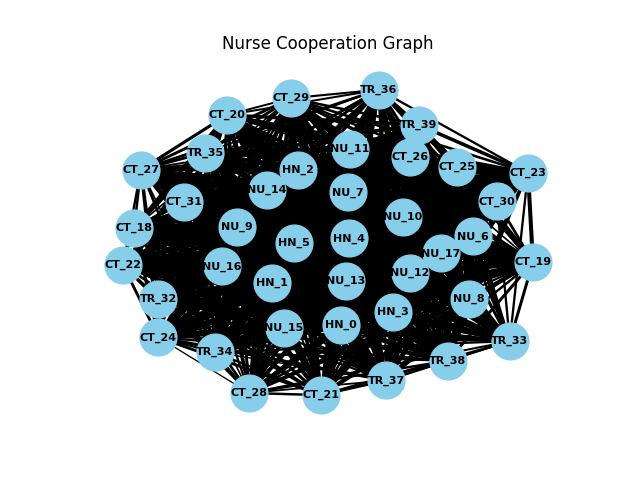 Nurse Cooperation Graph
TR_36
CT_29
CT_20
TR_39
NU_11
TR_35
CT_26
CT_25
CT_27
HN_2
CT_23
NU_14
NU_7
CT_31
CT_30
NU_10
NU_9
CT_18
NU_6
HN_4
HN_5
NU_17
CT_19
CT_22
NU_16
NU_12
NU_13
HN_1
TR_32
NU_8
HN_3
HN_0
NU_15
CT_24
TR_33
TR_34
TR_38
TR_37
CT_28
CT_21